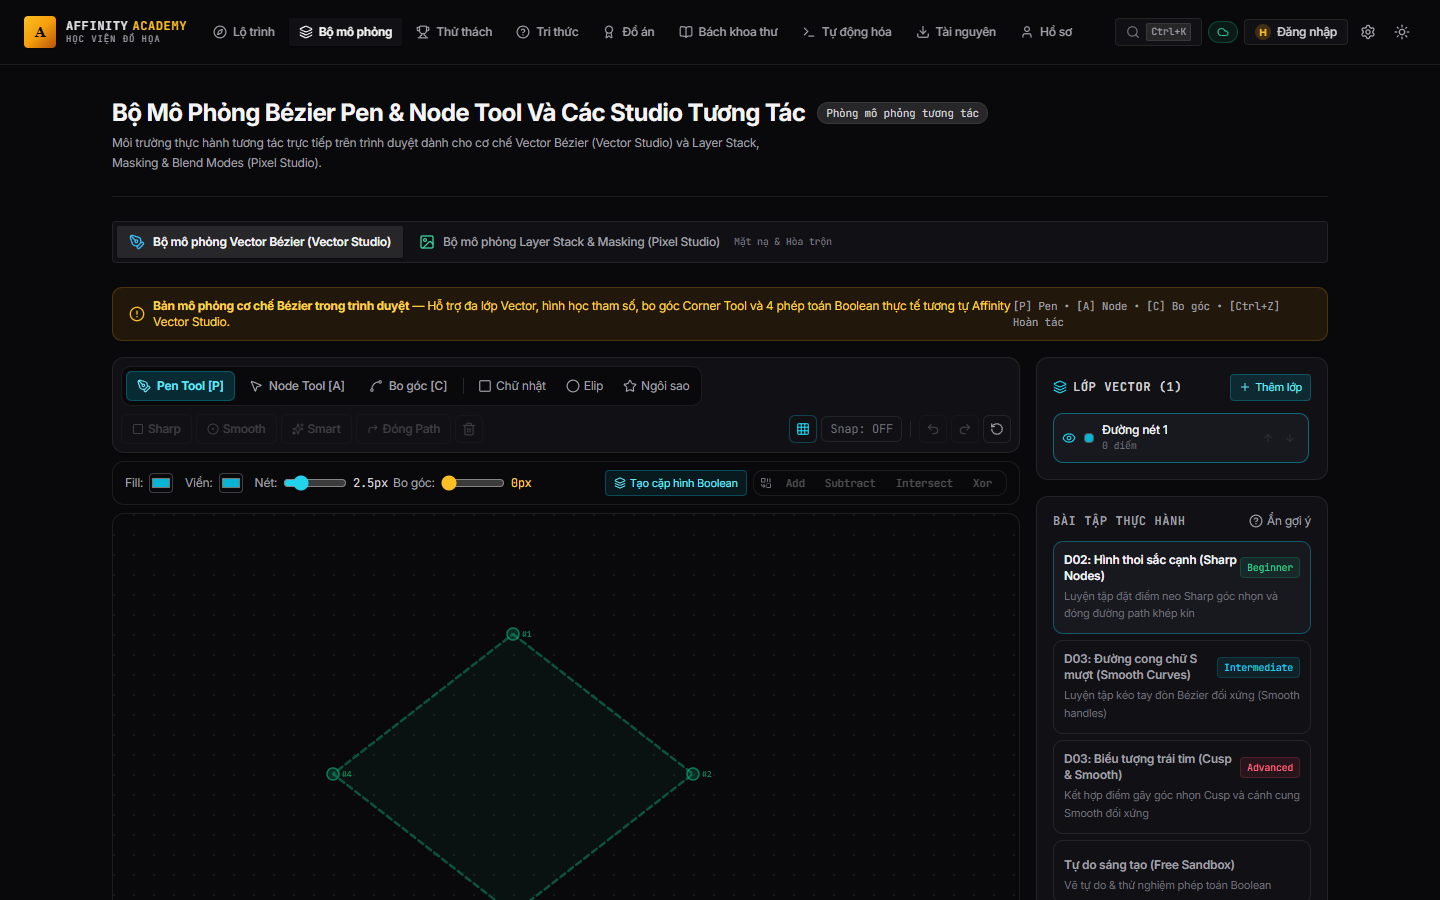 A
AFFINITY ACADEMY
HỌC VIỆN ĐỒ HỌA
Lộ trình
Bộ mô phỏng
Thử thách
Tri thức
Đồ án
Bách khoa thư
Tự động hóa
Tài nguyên
Hồ sơ
Ctrl+K
H
Đăng nhập
Bộ Mô Phỏng Bézier Pen & Node Tool Và Các Studio Tương Tác
Phòng mô phỏng tương tác
Môi trường thực hành tương tác trực tiếp trên trình duyệt dành cho cơ chế Vector Bézier (Vector Studio) và Layer Stack,
Masking & Blend Modes (Pixel Studio).
Bộ mô phỏng Vector Bézier (Vector Studio)
Bộ mô phỏng Layer Stack & Masking (Pixel Studio)
Mặt nạ & Hòa trộn
Bản mô phỏng cơ chế Bézier trong trình duyệt — Hỗ trợ đa lớp Vector, hình học tham số, bo góc Corner Tool và 4 phép toán Boolean thực tế tương tự Affinity
Vector Studio.
[P] Pen • [A] Node • [C] Bo góc • [Ctrl+Z]
Hoàn tác
Pen Tool [P]
Node Tool [A]
Bo góc [C]
Chữ nhật
Elip
Ngôi sao
Sharp
Smooth
Smart
Đóng Path
Snap: OFF
Fill:
Viền:
Nét:
2.5px
Bo góc:
0px
Tạo cặp hình Boolean
Add
Subtract
Intersect
Xor
#1
#2
#4
LỚP VECTOR (1)
Thêm lớp
Đường nét 1
0 điểm
BÀI TẬP THỰC HÀNH
Ẩn gợi ý
D02: Hình thoi sắc cạnh (Sharp
Nodes)
Beginner
Luyện tập đặt điểm neo Sharp góc nhọn và
đóng đường path khép kín
D03: Đường cong chữ S
mượt (Smooth Curves)
Intermediate
Luyện tập kéo tay đòn Bézier đối xứng (Smooth
handles)
D03: Biểu tượng trái tim (Cusp
& Smooth)
Advanced
Kết hợp điểm gãy góc nhọn Cusp và cánh cung
Smooth đối xứng
Tự do sáng tạo (Free Sandbox)
Vẽ tự do & thử nghiệm phép toán Boolean